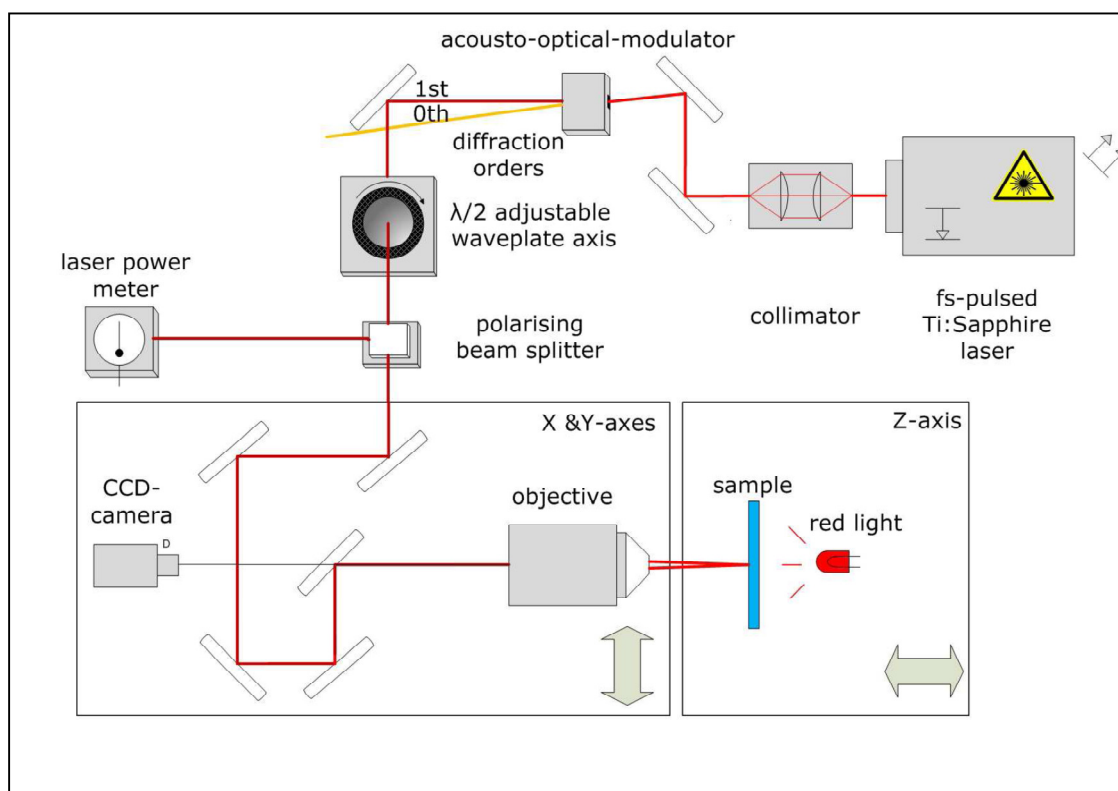 acousto-optical-modulator
1st
0th
diffraction
orders
λ/2 adjustable
waveplate axis
laser power
meter
polarising
beam splitter
collimator
fs-pulsed
Ti:Sapphire
laser
X &Y-axes
Z-axis
CCD-
camera
D
objective
sample
red light